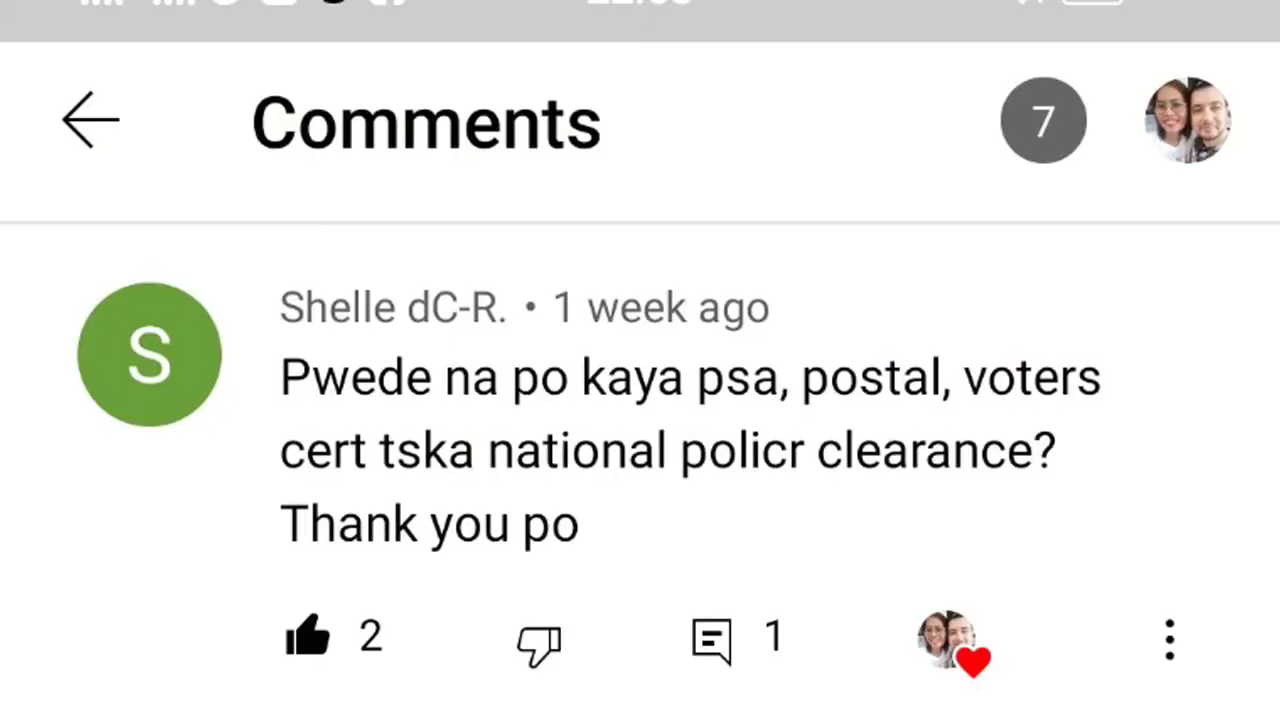 Comments
7
S
Shelle dC-R. • 1 week ago
Pwede na po kaya psa, postal, voters
cert tska national policr clearance?
Thank you po
2
1